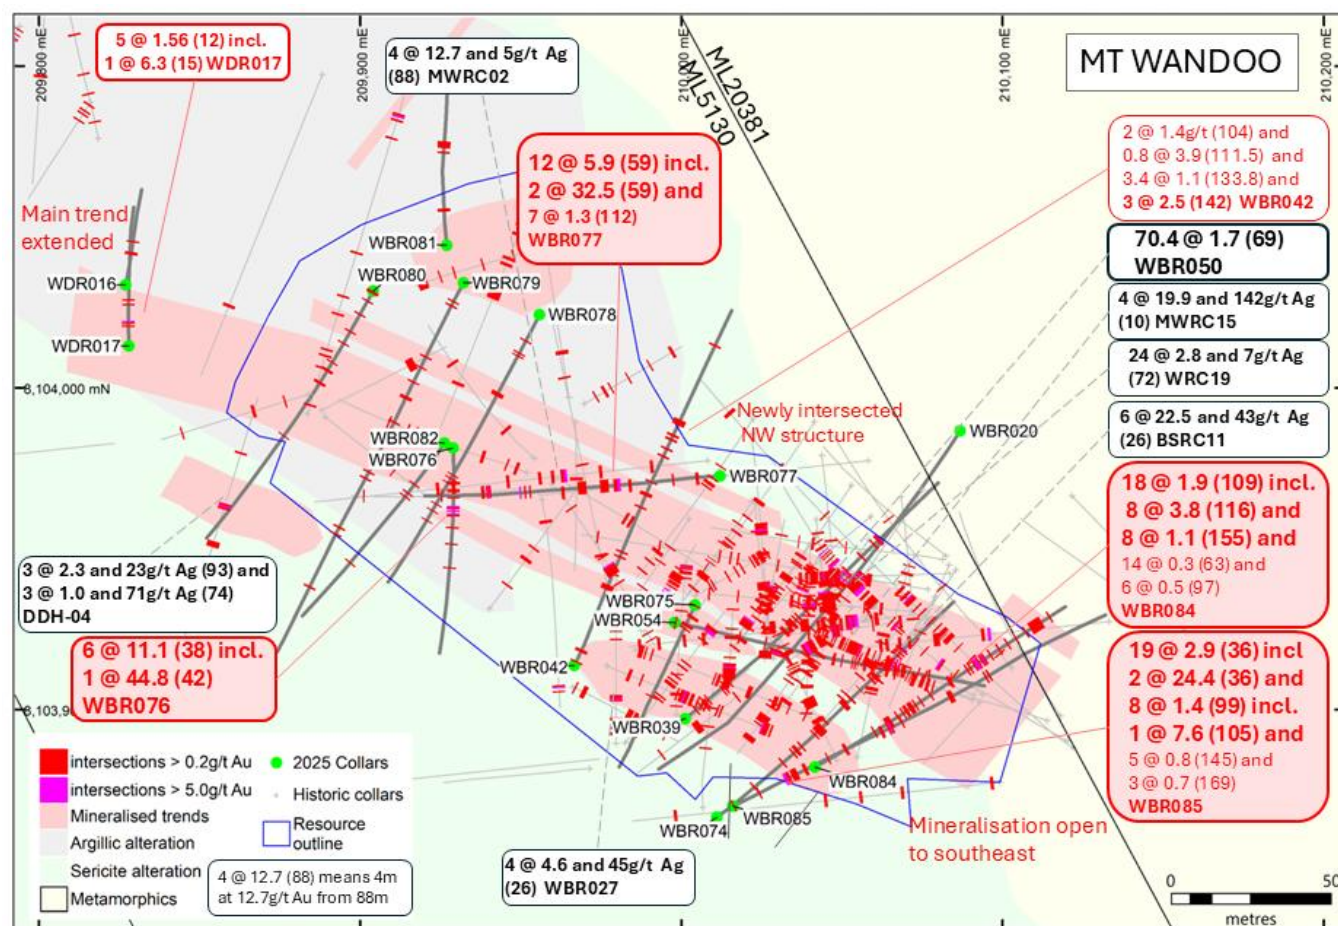 209,800 mE
209,900 mE
210,000 mE
210,100 mE
210,200 mE
5 @ 1.56 (12) incl.
1 @ 6.3 (15) WDR017
4 @ 12.7 and 5g/t Ag
(88) MWRC02
ML20381
ML5130
MT WANDOO
12 @ 5.9 (59) incl.
2 @ 32.5 (59) and
7 @ 1.3 (112)
WBR077
2 @ 1.4g/t (104) and
0.8 @ 3.9 (111.5) and
3.4 @ 1.1 (133.8) and
3 @ 2.5 (142) WBR042
70.4 @ 1.7 (69)
WBR050
4 @ 19.9 and 142g/t Ag
(10) MWRC15
24 @ 2.8 and 7g/t Ag
(72) WRC19
6 @ 22.5 and 43g/t Ag
(26) BSRC11
18 @ 1.9 (109) incl.
8 @ 3.8 (116) and
8 @ 1.1 (155) and
14 @ 0.3 (63) and
6 @ 0.5 (97)
WBR084
19 @ 2.9 (36) incl
2 @ 24.4 (36) and
8 @ 1.4 (99) incl.
1 @ 7.6 (105) and
5 @ 0.8 (145) and
3 @ 0.7 (169)
WBR085
Main trend
extended
WDR016
WDR017
WBR081
WBR080
WBR079
WBR078
8,104,000 mN
Newly intersected
NW structure
WBR020
WBR082
WBR076
WBR077
3 @ 2.3 and 23g/t Ag (93) and
3 @ 1.0 and 71g/t Ag (74)
DDH-04
6 @ 11.1 (38) incl.
1 @ 44.8 (42)
WBR076
WBR075
WBR054
WBR042
WBR039
WBR084
WBR085
WBR074
Mineralisation open
to southeast
4 @ 4.6 and 45g/t Ag
(26) WBR027
intersections > 0.2g/t Au
intersections > 5.0g/t Au
Mineralised trends
Argillic alteration
Sericite alteration
Metamorphics
2025 Collars
Historic collars
Resource
outline
4 @ 12.7 (88) means 4m
at 12.7g/t Au from 88m
0
50
metres